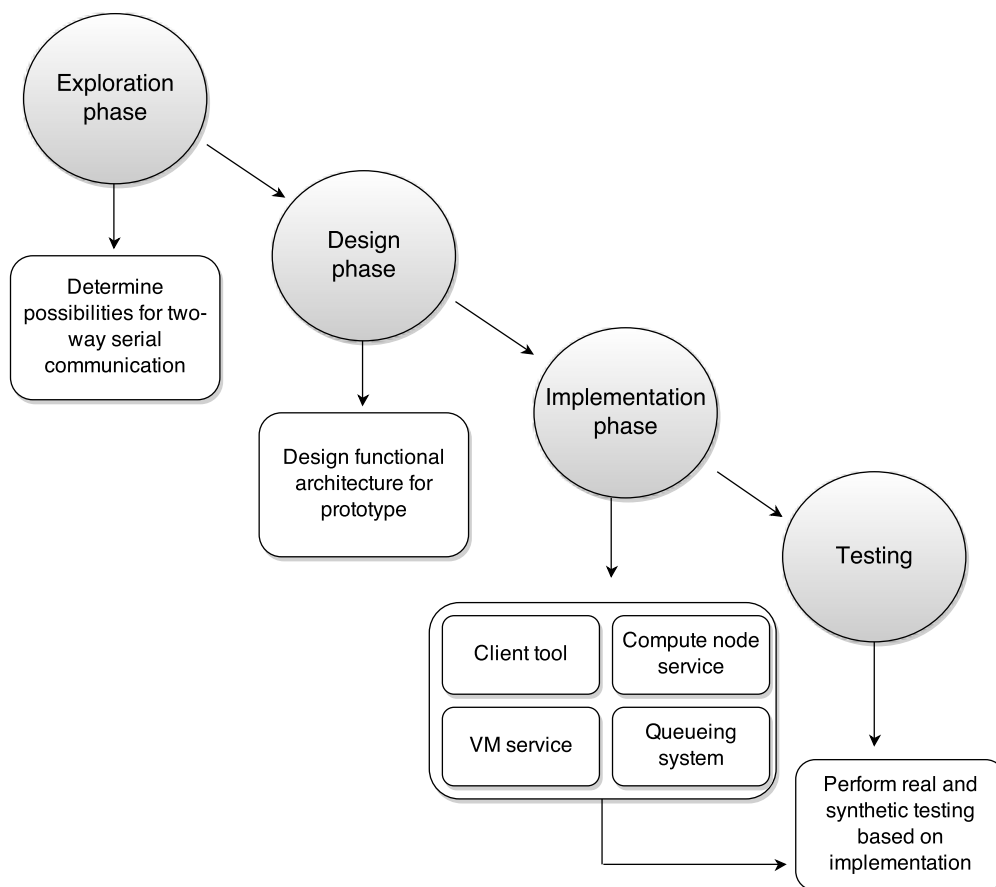 Exploration
phase
Determine
possibilities for two-
way serial
communication
Design
phase
Design functional
architecture for
prototype
Implementation
phase
Client tool
Compute node
service
VM service
Queueing
system
Testing
Perform real and
synthetic testing
based on
implementation